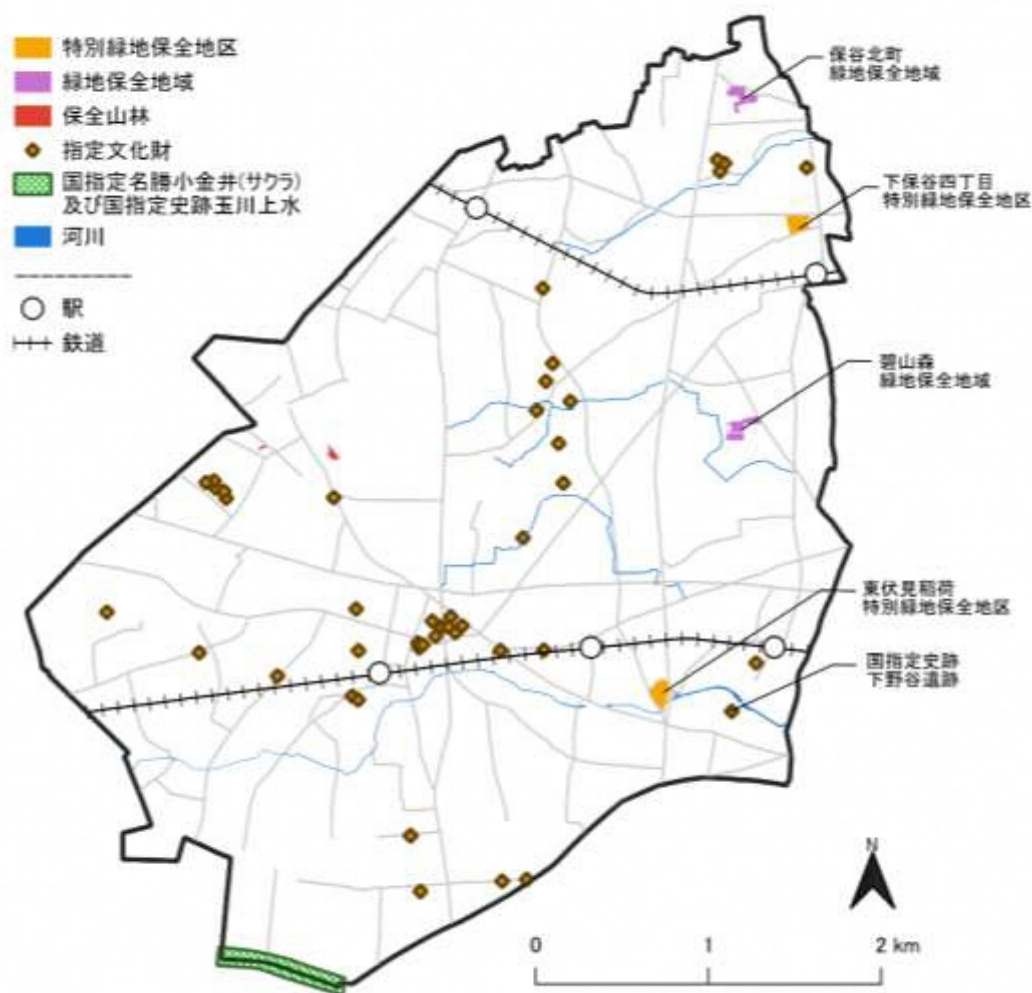 特別緑地保全地区
緑地保全地域
保全山林
指定文化財
国指定名勝小金井(サクラ)
及び国指定史跡玉川上水
河川
駅
鉄道
保谷北町
緑地保全地域
下保谷四丁目
特別緑地保全地区
碧山森
緑地保全地域
東伏見稲荷
特別緑地保全地区
国指定史跡
下野谷遺跡
N
0 1 2 km